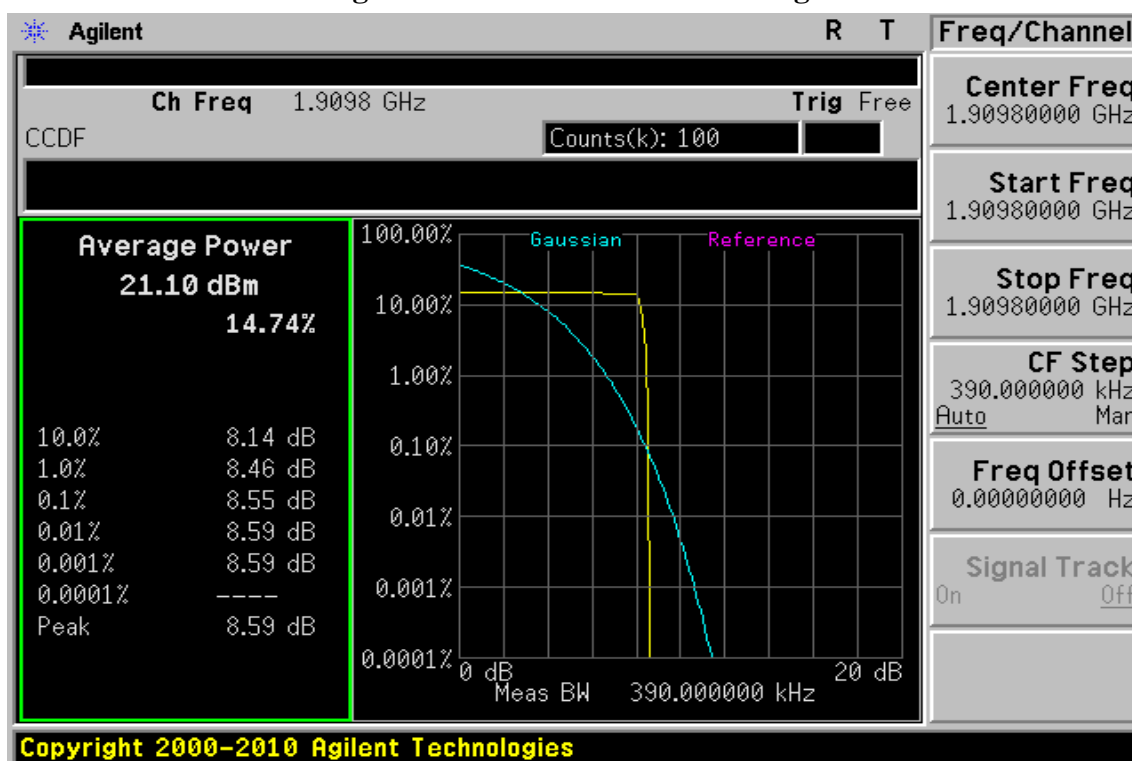 Agilent R T Freq/Channel
Ch Freq 1.9098 GHz Trig Free
CCDF Counts(k): 100
Center Freq
1.90980000 GHz
Start Freq
1.90980000 GHz
Stop Freq
1.90980000 GHz
CF Step
390.000000 kHz
Auto Man
Freq Offset
0.00000000 Hz
Signal Track
On Off
Average Power
21.10 dBm
14.74%
10.0% 8.14 dB
1.0% 8.46 dB
0.1% 8.55 dB
0.01% 8.59 dB
0.001% 8.59 dB
0.0001% ----
Peak 8.59 dB
Gaussian Reference
100.00%
10.00%
1.00%
0.10%
0.01%
0.001%
0.0001%
0 dB 20 dB
Meas BW 390.000000 kHz
Copyright 2000-2010 Agilent Technologies